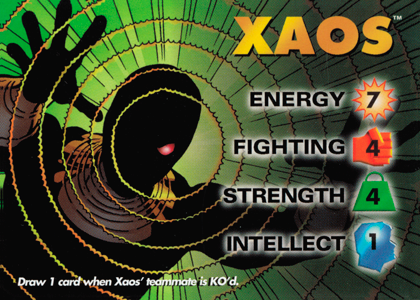 XAOS™
ENERGY 7
FIGHTING 4
STRENGTH 4
INTELLECT 1
Draw 1 card when Xaos' teammate is KO'd.